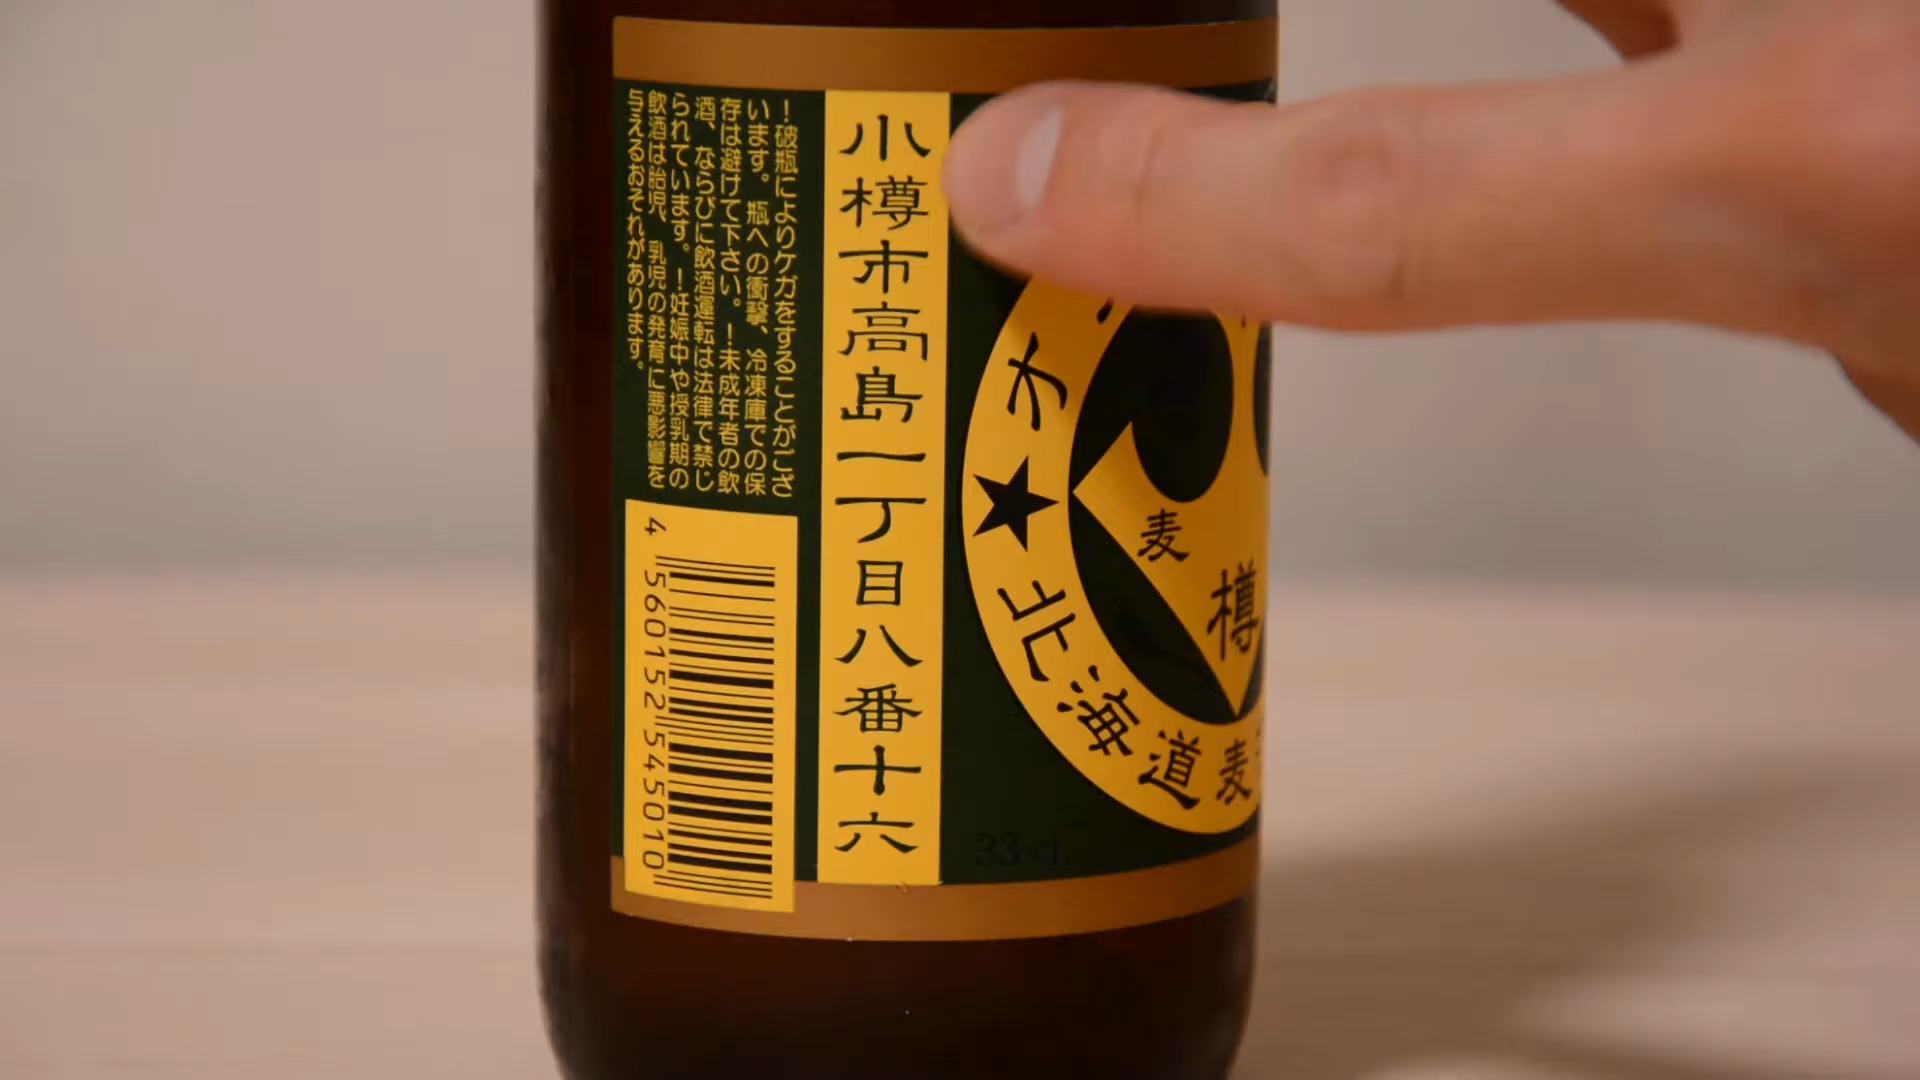 ！破瓶によりケガをすることがござ
います。瓶への衝撃、冷凍庫での保
存は避けて下さい。！未成年者の飲
酒、ならびに飲酒運転は法律で禁じ
られています。！妊娠中や授乳期の
飲酒は胎児、乳児の発育に悪影響を
与えるおそれがあります。
小樽市高島一丁目八番十六
4 560152 545010
オ
★北海道麦
麦
樽
33 cl